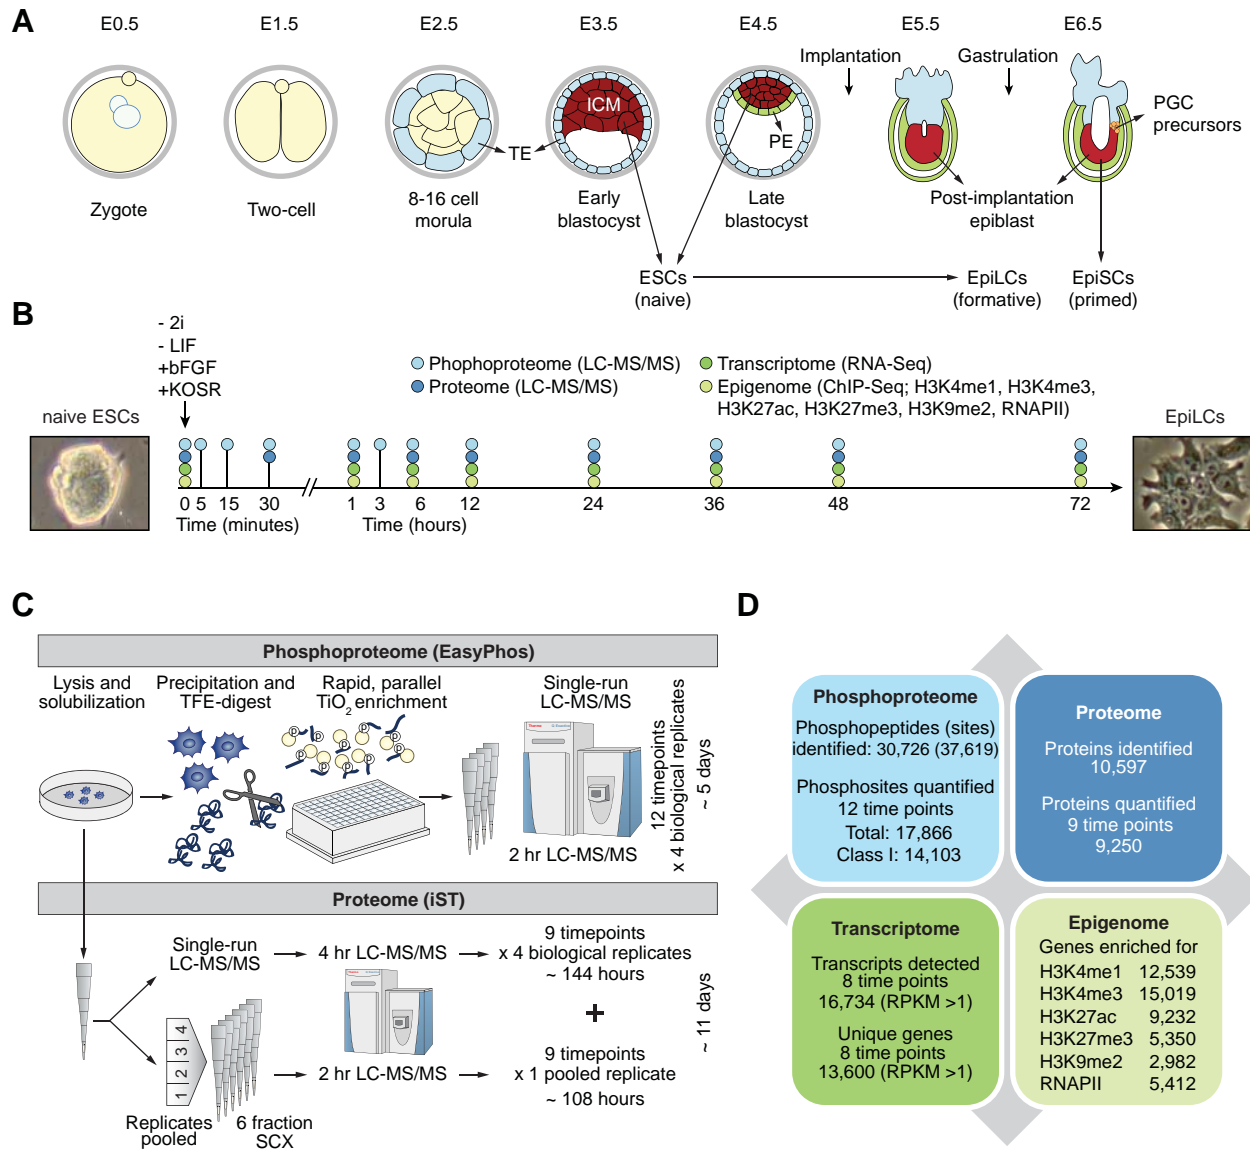 A
E0.5
E1.5
E2.5
E3.5
E4.5
E5.5
E6.5
Implantation
Gastrulation
ICM
TE
PE
PGC
precursors
Zygote
Two-cell
8-16 cell
morula
Early
blastocyst
Late
blastocyst
Post-implantation
epiblast
ESCs
(naive)
EpiLCs
(formative)
EpiSCs
(primed)
B
- 2i
- LIF
+bFGF
+KOSR
Phophoproteome (LC-MS/MS)
Proteome (LC-MS/MS)
Transcriptome (RNA-Seq)
Epigenome (ChIP-Seq; H3K4me1, H3K4me3,
H3K27ac, H3K27me3, H3K9me2, RNAPII)
naive ESCs
EpiLCs
0 5 15 30 1 3 6 12 24 36 48 72
Time (minutes)
Time (hours)
C
Phosphoproteome (EasyPhos)
Lysis and
solubilization
Precipitation and
TFE-digest
Rapid, parallel
TiO2 enrichment
Single-run
LC-MS/MS
2 hr LC-MS/MS
12 timepoints
x 4 biological replicates
~ 5 days
Proteome (iST)
Single-run
LC-MS/MS
4 hr LC-MS/MS
9 timepoints
x 4 biological replicates
~ 144 hours
+
1 2 3 4
Replicates
pooled
6 fraction
SCX
2 hr LC-MS/MS
9 timepoints
x 1 pooled replicate
~ 108 hours
~ 11 days
D
Phosphoproteome
Phosphopeptides (sites)
identified: 30,726 (37,619)
Phosphosites quantified
12 time points
Total: 17,866
Class I: 14,103
Proteome
Proteins identified
10,597
Proteins quantified
9 time points
9,250
Transcriptome
Transcripts detected
8 time points
16,734 (RPKM >1)
Unique genes
8 time points
13,600 (RPKM >1)
Epigenome
Genes enriched for
H3K4me1 12,539
H3K4me3 15,019
H3K27ac 9,232
H3K27me3 5,350
H3K9me2 2,982
RNAPII 5,412